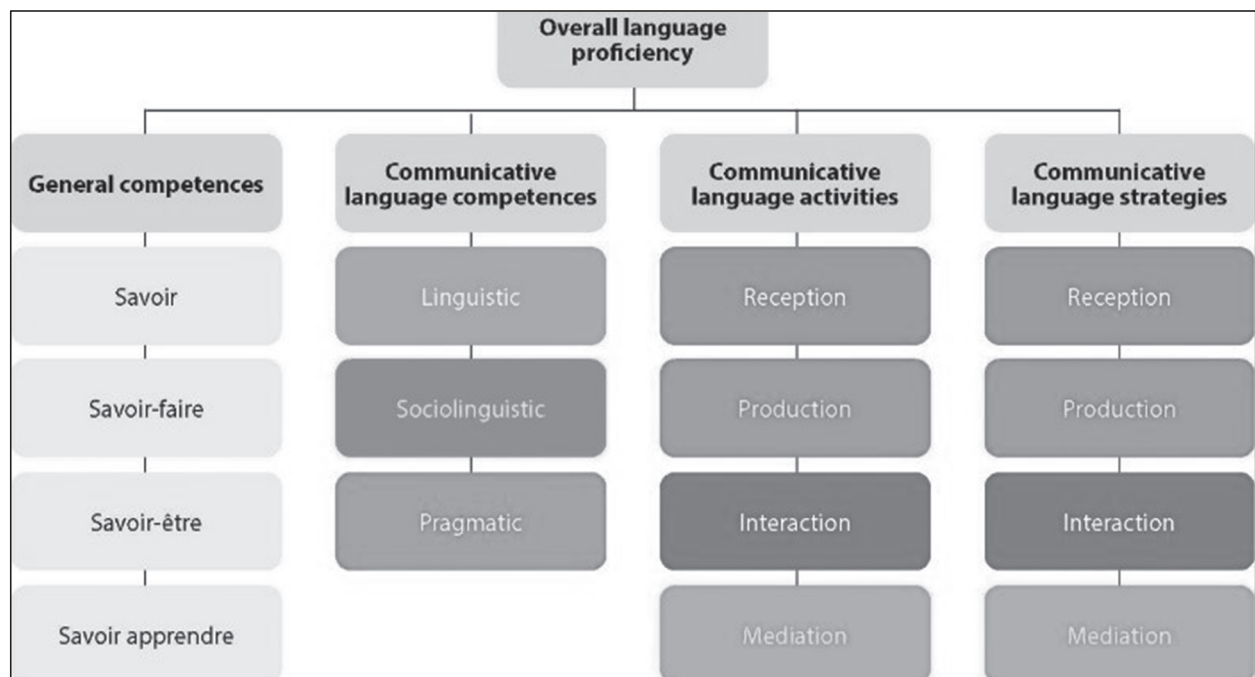 Overall language
proficiency
General competences
Communicative
language competences
Communicative
language activities
Communicative
language strategies
Savoir
Linguistic
Reception
Reception
Savoir-faire
Sociolinguistic
Production
Production
Savoir-être
Pragmatic
Interaction
Interaction
Savoir apprendre
Mediation
Mediation